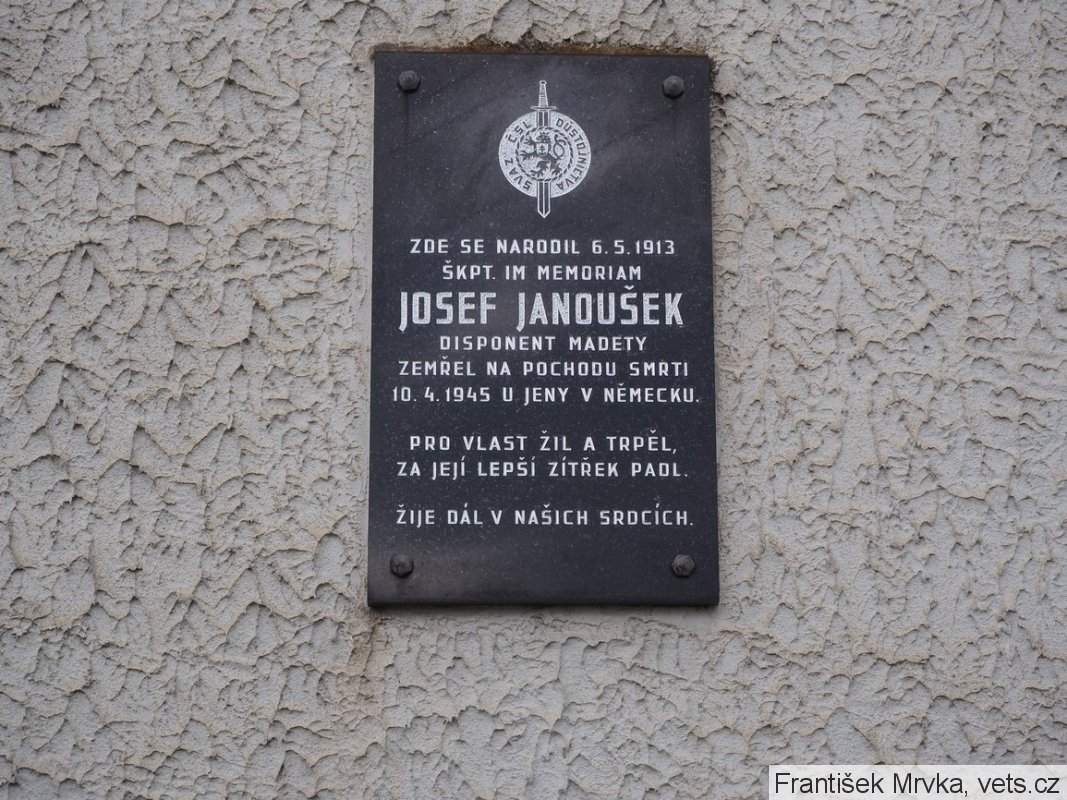 SVAZ ČSL DŮSTOJNICTVA
ZDE SE NARODIL 6. 5. 1913
ŠKPT. IM MEMORIAM
JOSEF JANOUŠEK
DISPONENT MADETY
ZEMŘEL NA POCHODU SMRTI
10. 4. 1945 U JENY V NĚMECKU.
PRO VLAST ŽIL A TRPĚL,
ZA JEJÍ LEPŠÍ ZÍTŘEK PADL.
ŽIJE DÁL V NAŠICH SRDCÍCH.
František Mrvka, vets.cz